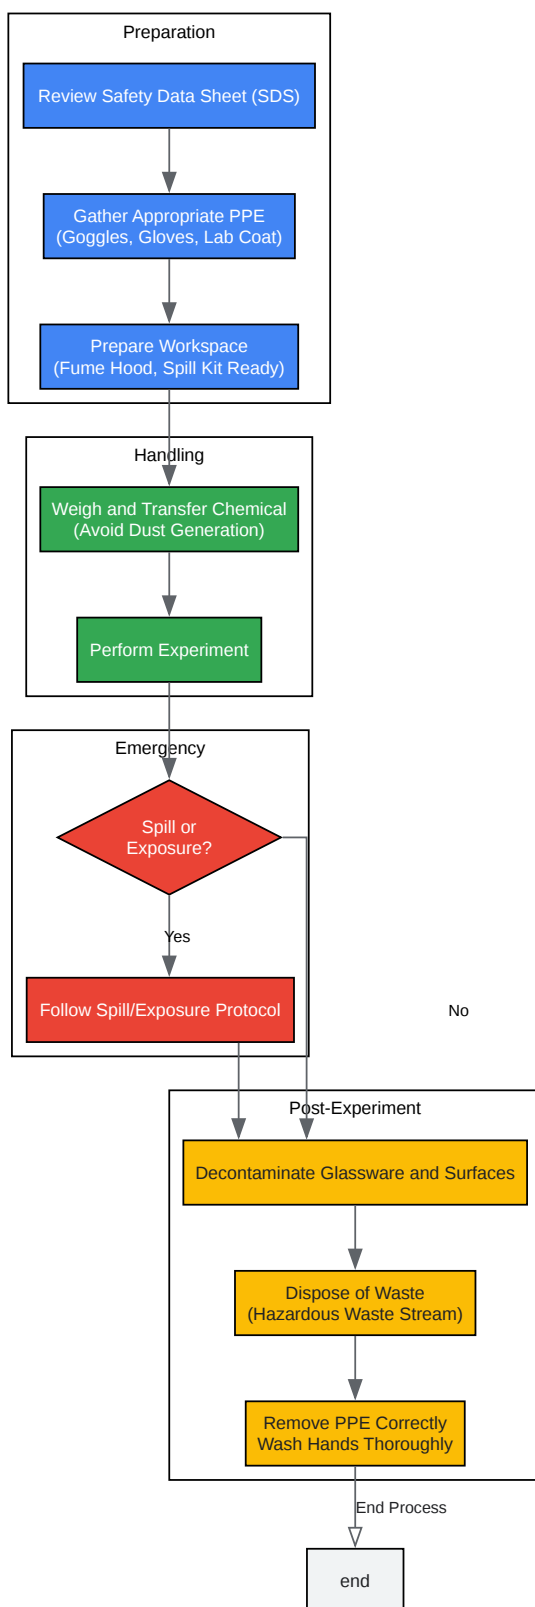 Preparation
Review Safety Data Sheet (SDS)
Gather Appropriate PPE
(Goggles, Gloves, Lab Coat)
Prepare Workspace
(Fume Hood, Spill Kit Ready)
Handling
Weigh and Transfer Chemical
(Avoid Dust Generation)
Perform Experiment
Emergency
Spill or
Exposure?
Yes
Follow Spill/Exposure Protocol
No
Post-Experiment
Decontaminate Glassware and Surfaces
Dispose of Waste
(Hazardous Waste Stream)
Remove PPE Correctly
Wash Hands Thoroughly
End Process
end